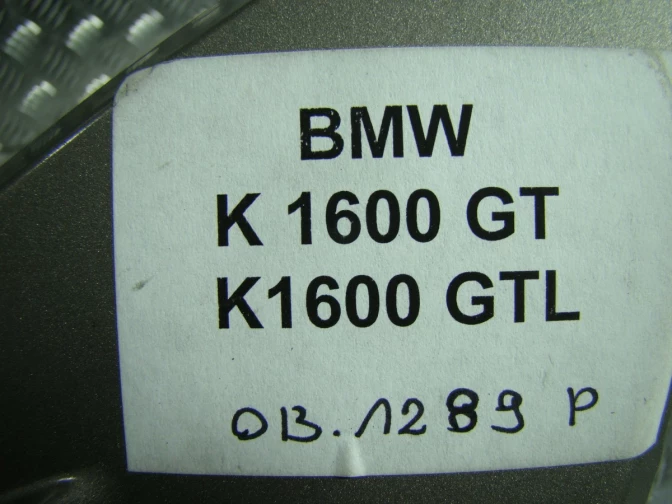 BMW
K 1600 GT
K1600 GTL
OB.1289 P